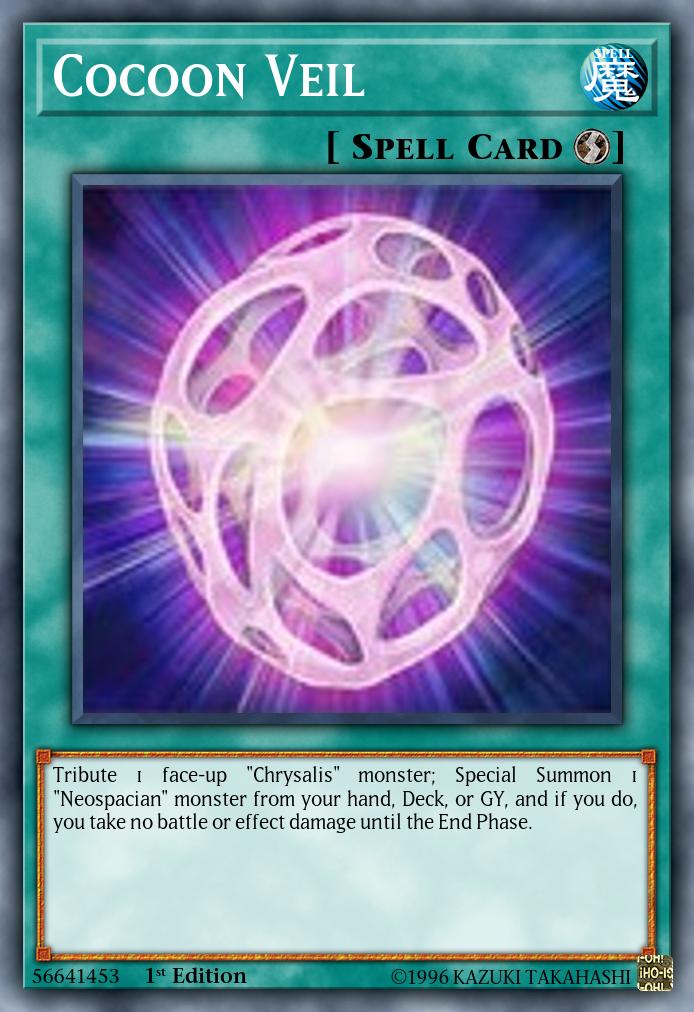 Cocoon Veil
SPELL
魔
[ Spell Card ]
Tribute 1 face-up "Chrysalis" monster; Special Summon 1
"Neospacian" monster from your hand, Deck, or GY, and if you do,
you take no battle or effect damage until the End Phase.
56641453 1st Edition ©1996 KAZUKI TAKAHASHI